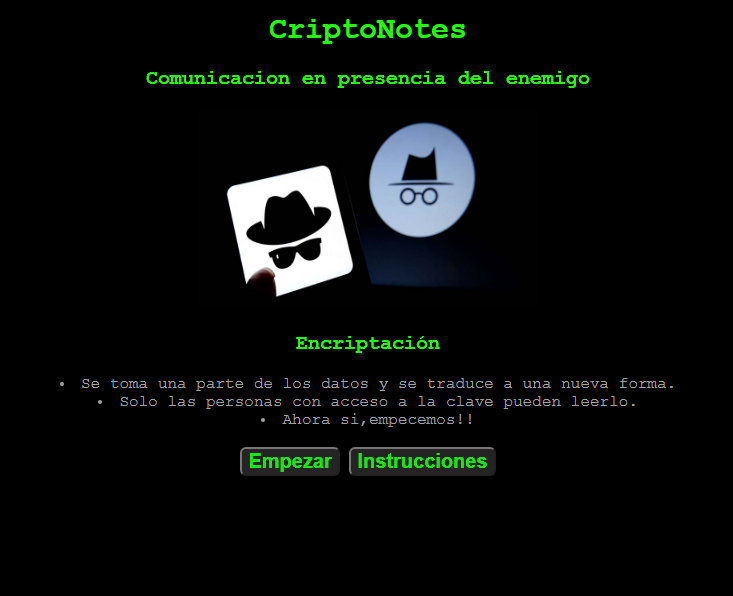 CriptoNotes
Comunicacion en presencia del enemigo
Encriptación
• Se toma una parte de los datos y se traduce a una nueva forma.
• Solo las personas con acceso a la clave pueden leerlo.
• Ahora si,empecemos!!
Empezar Instrucciones